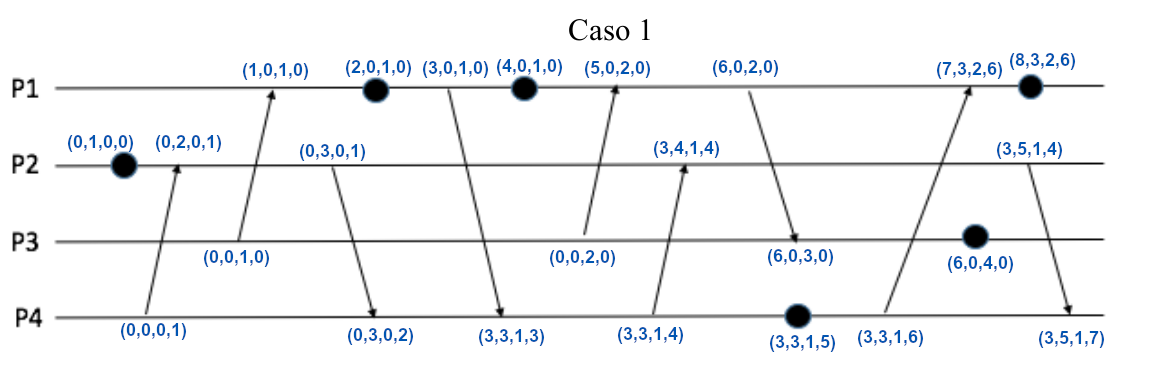 Caso 1
(1,0,1,0) (2,0,1,0) (3,0,1,0) (4,0,1,0) (5,0,2,0) (6,0,2,0) (7,3,2,6) (8,3,2,6)
P1
(0,1,0,0) (0,2,0,1) (0,3,0,1) (3,4,1,4) (3,5,1,4)
P2
P3
(0,0,1,0) (0,0,2,0) (6,0,3,0) (6,0,4,0)
P4
(0,0,0,1) (0,3,0,2) (3,3,1,3) (3,3,1,4) (3,3,1,5) (3,3,1,6) (3,5,1,7)